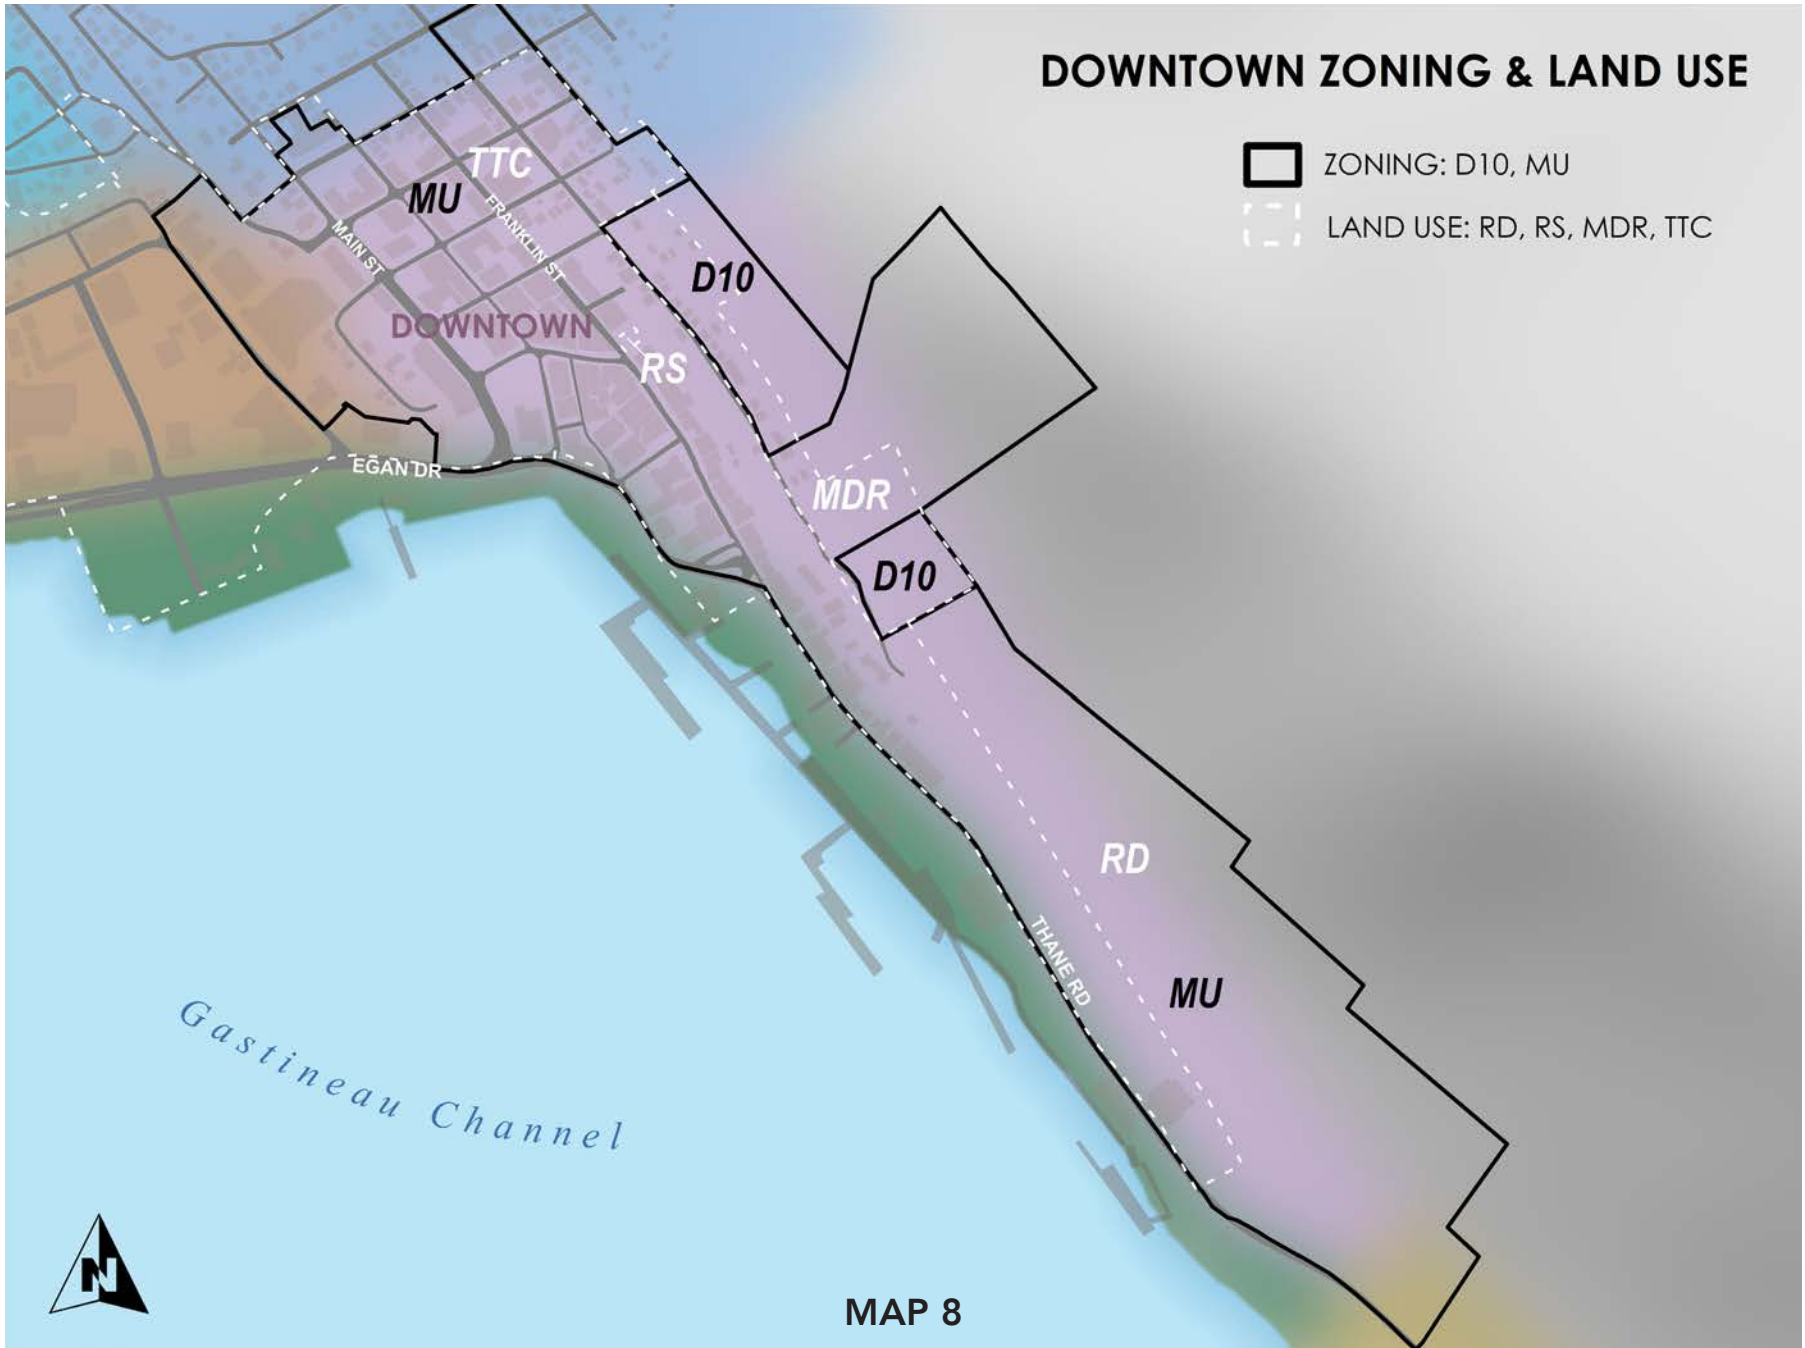 DOWNTOWN ZONING & LAND USE
ZONING: D10, MU
LAND USE: RD, RS, MDR, TTC
TTC
MU
FRANKLIN ST
MAIN ST
D10
DOWNTOWN
RS
EGAN DR
MDR
D10
RD
THANE RD
MU
Gastineau Channel
N
MAP 8